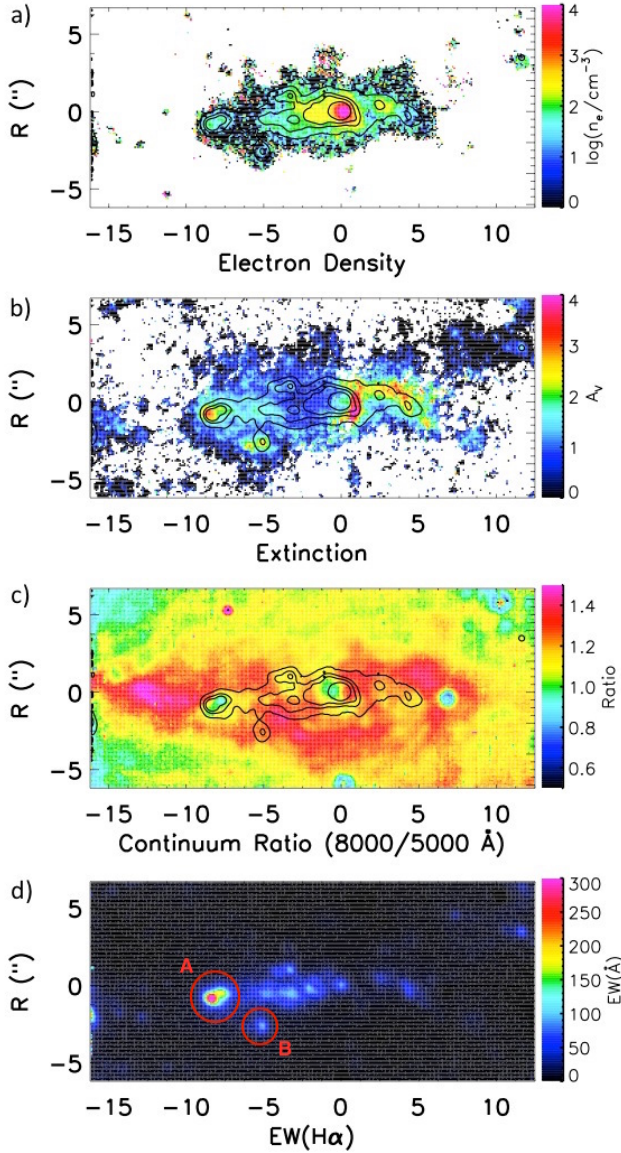 a)
R (")
5
0
−5
−15 −10 −5 0 5 10
Electron Density
4
3
2
1
0
log(nₑ/cm⁻³)
b)
R (")
5
0
−5
−15 −10 −5 0 5 10
Extinction
4
3
2
1
0
Aᵥ
c)
R (")
5
0
−5
−15 −10 −5 0 5 10
Continuum Ratio (8000/5000 Å)
1.4
1.2
1.0
0.8
0.6
Ratio
d)
R (")
5
0
−5
A
B
−15 −10 −5 0 5 10
EW(Hα)
300
250
200
150
100
50
0
EW(Å)